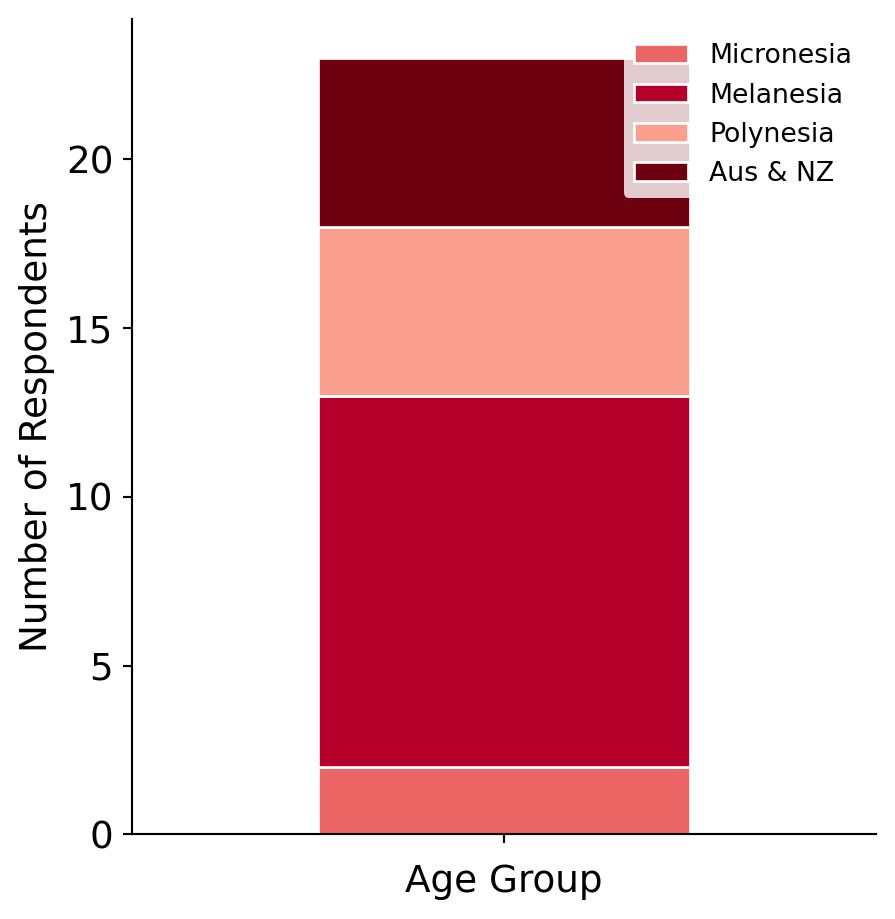 Micronesia
Melanesia
Polynesia
Aus & NZ
Number of Respondents
20
15
10
5
0
Age Group